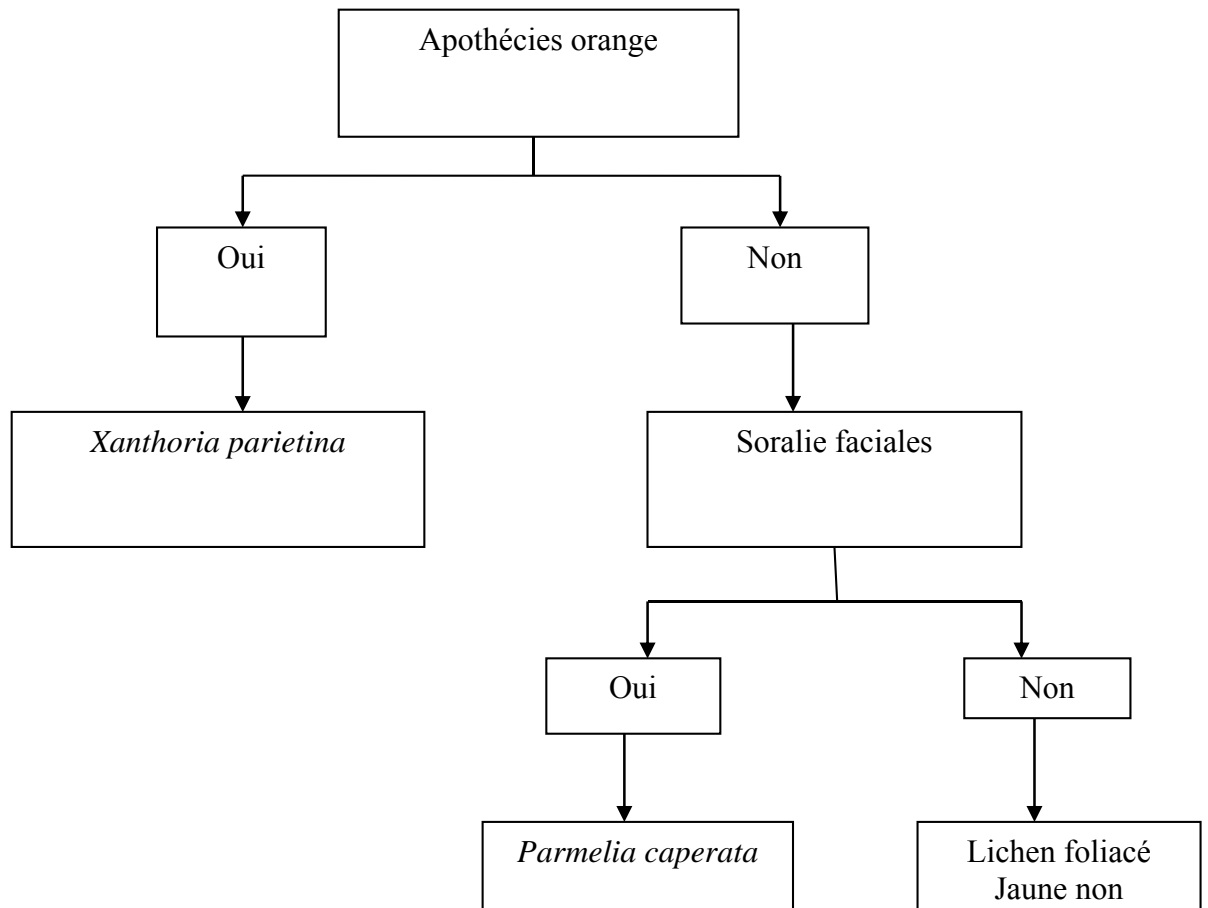 Apothécies orange
Oui
Non
Xanthoria parietina
Soralie faciales
Oui
Non
Parmelia caperata
Lichen foliacé
Jaune non